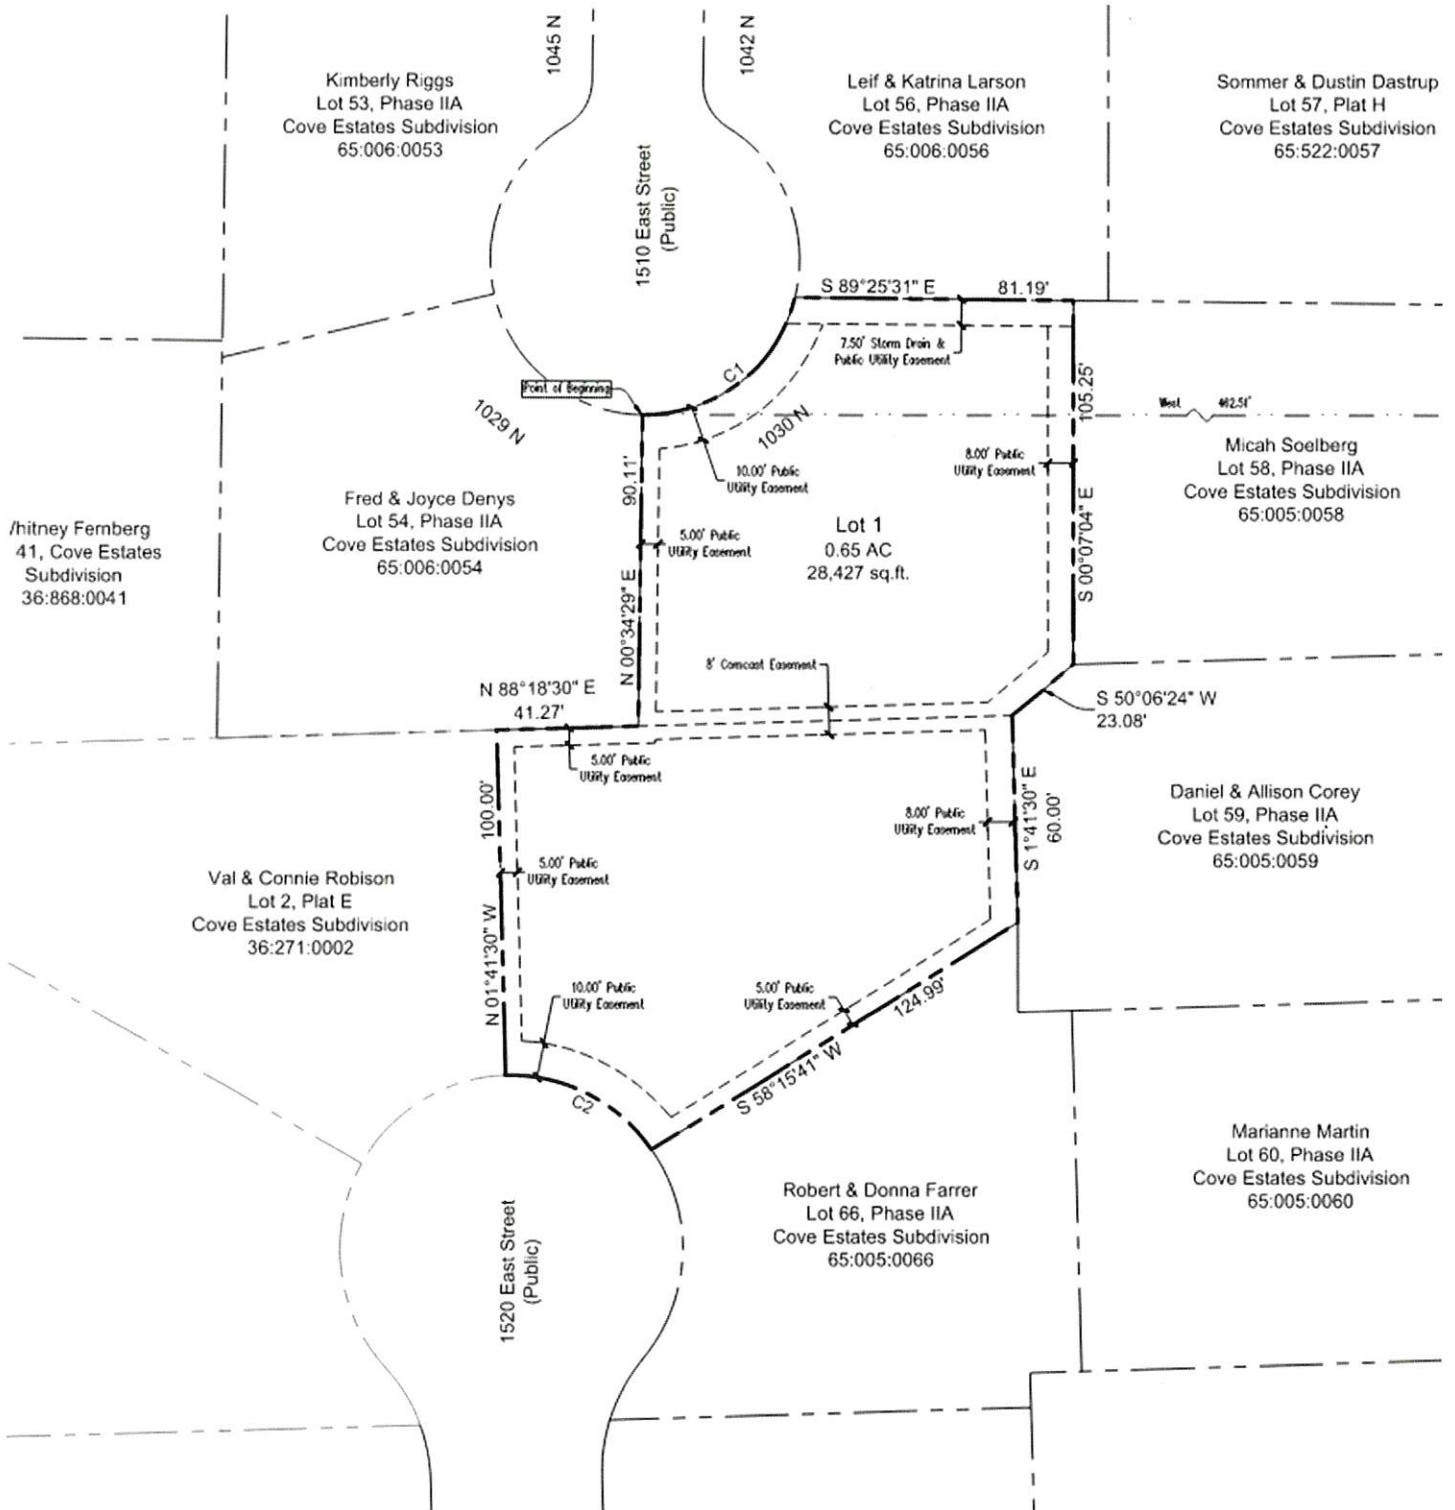 1045 N
1042 N
Kimberly Riggs
Lot 53, Phase IIA
Cove Estates Subdivision
65:006:0053
Leif & Katrina Larson
Lot 56, Phase IIA
Cove Estates Subdivision
65:006:0056
Sommer & Dustin Dastrup
Lot 57, Plat H
Cove Estates Subdivision
65:522:0057
1510 East Street
(Public)
S 89°25'31" E
81.19'
7.50' Storm Drain &
Public Utility Easement
Point of Beginning
C1
1029 N
1030 N
105.25'
West
462.51'
Micah Soelberg
Lot 58, Phase IIA
Cove Estates Subdivision
65:005:0058
8.00' Public
Utility Easement
10.00' Public
Utility Easement
90.11'
Fred & Joyce Denys
Lot 54, Phase IIA
Cove Estates Subdivision
65:006:0054
/hitney Fernberg
41, Cove Estates
Subdivision
36:868:0041
5.00' Public
Utility Easement
Lot 1
0.65 AC
28,427 sq.ft.
S 00°07'04" E
N 00°34'29" E
8' Comcast Easement
N 88°18'30" E
41.27'
S 50°06'24" W
23.08'
5.00' Public
Utility Easement
100.00'
8.00' Public
Utility Easement
S 1°41'30" E
60.00'
Daniel & Allison Corey
Lot 59, Phase IIA
Cove Estates Subdivision
65:005:0059
5.00' Public
Utility Easement
Val & Connie Robison
Lot 2, Plat E
Cove Estates Subdivision
36:271:0002
N 01°41'30" W
10.00' Public
Utility Easement
5.00' Public
Utility Easement
124.99'
S 58°15'41" W
C2
Marianne Martin
Lot 60, Phase IIA
Cove Estates Subdivision
65:005:0060
Robert & Donna Farrer
Lot 66, Phase IIA
Cove Estates Subdivision
65:005:0066
1520 East Street
(Public)